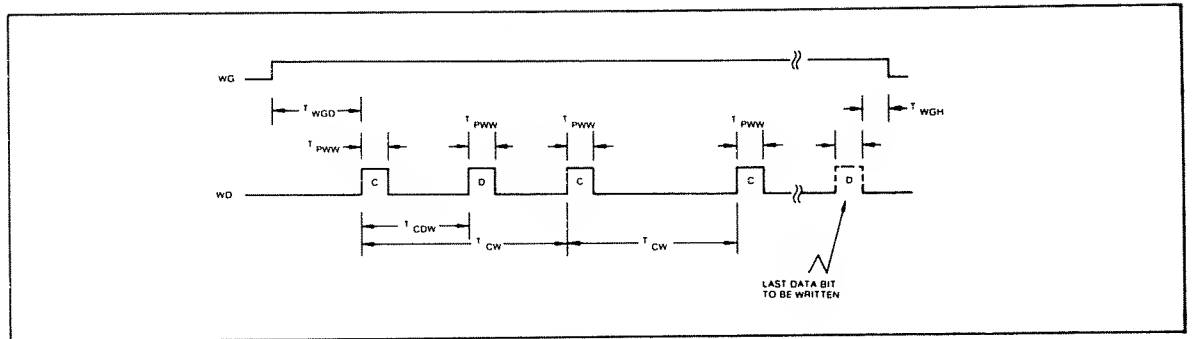 WG
T WGD
T WGH
T PWW
T PWW
T PWW
T PWW
WD
C
D
C
C
D
T CDW
T CW
T CW
LAST DATA BIT
TO BE WRITTEN